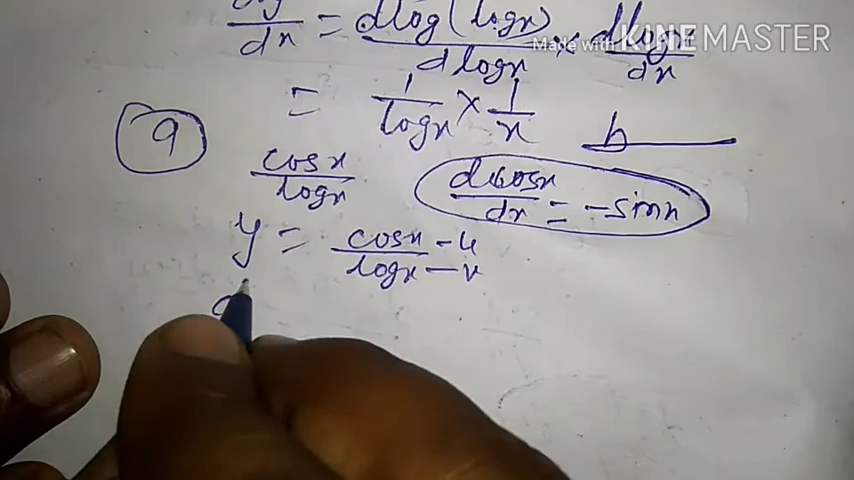 dy/dx = dlog(logx)/dlogx × dlogx/dx
Made with KINEMASTER
= 1/logx × 1/x h
9 cosx/logx dcosx/dx = -sinx
y = cosx - u/logx - v
d